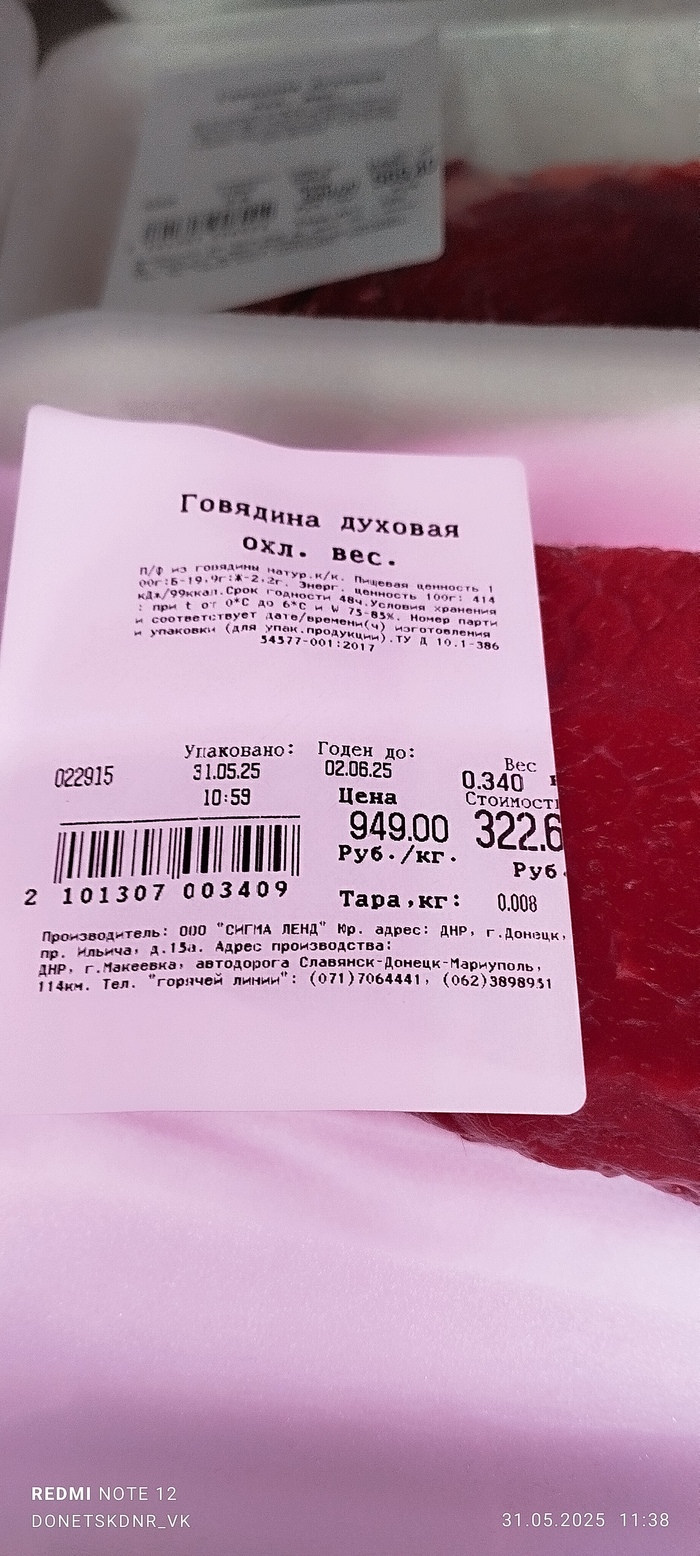 Говядина духовая
охл. вес.
П/ф из говядины натур.к/к. Пищевая ценность 1
00г:Б-19,9г:Ж-2,2г. Энерг. ценность 100г: 414
кДж/99ккал.Срок годности 48ч.Условия хранения
: при t от 0°C до 6°C и W 75-85%. Номер парти
и соответствует дате/времени(ч) изготовления
и упаковки (для упак.продукции).ТУ Д 10.1-386
34577-001:2017
Упаковано: Годен до: Вес
022915 31.05.25 02.06.25 0.340
10:59 Цена Стоимост
949.00 322.6
Руб./кг. Руб.
2 101307 003409 Тара,кг: 0.008
Производитель: ООО "СИГМА ЛЕНД" Юр. адрес: ДНР, г.Донецк,
пр. Ильича, д.15а. Адрес производства:
ДНР, г.Макеевка, автодорога Славянск-Донецк-Мариуполь,
114км. Тел. "горячей линии": (071)7064441, (062)3898951
REDMI NOTE 12
DONETSKDNR_VK 31.05.2025 11:38